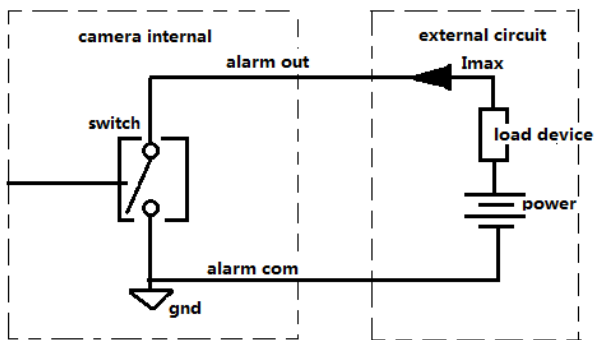 camera internal
external circuit
alarm out
Imax
switch
load device
power
alarm com
gnd